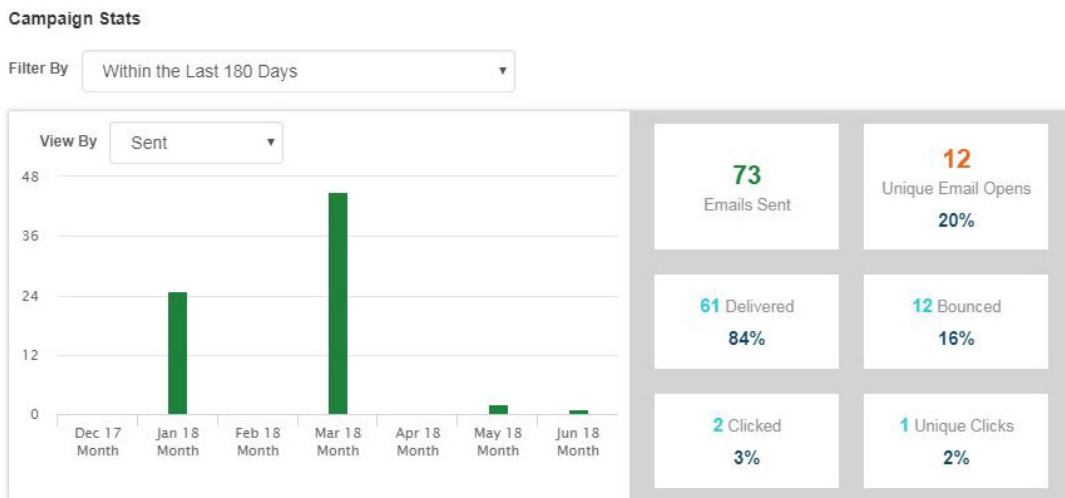 Campaign Stats
Filter By Within the Last 180 Days
View By Sent
48
36
24
12
0
Dec 17 Jan 18 Feb 18 Mar 18 Apr 18 May 18 Jun 18
Month Month Month Month Month Month Month
73
Emails Sent
12
Unique Email Opens
20%
61 Delivered
84%
12 Bounced
16%
2 Clicked
3%
1 Unique Clicks
2%